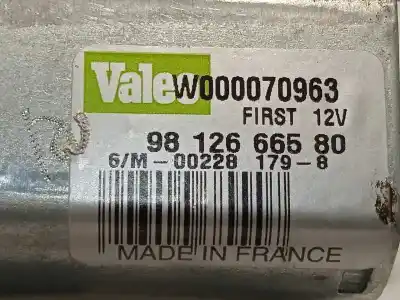 Valeo W000070963
FIRST 12V
98 126 665 80
6/M-00228 179-8
MADE IN FRANCE